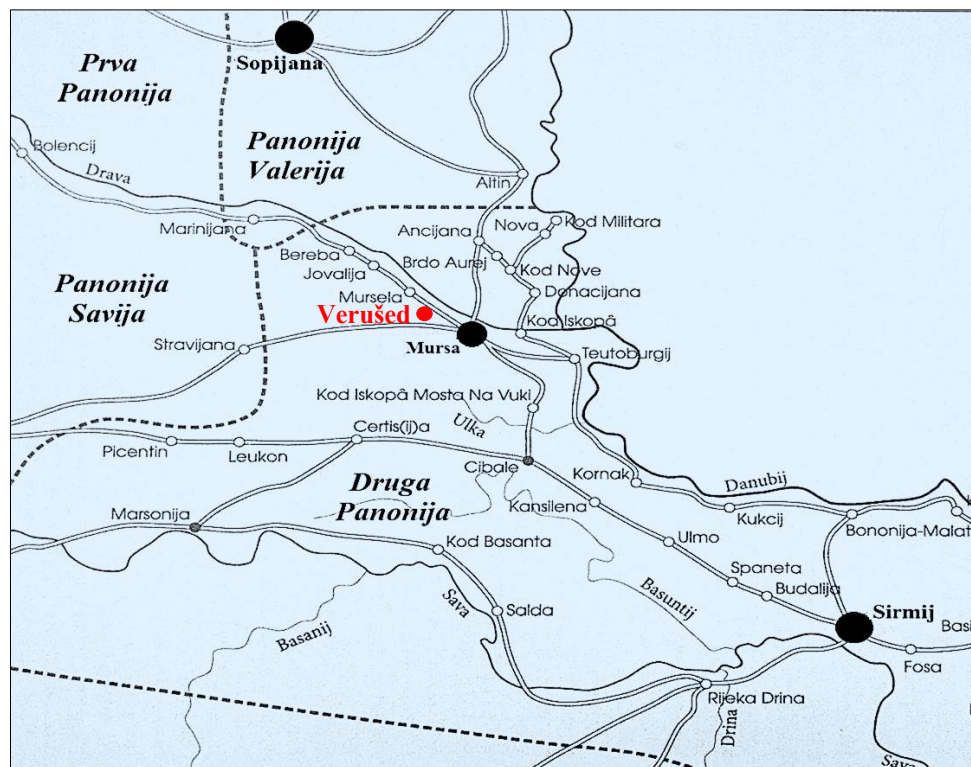 Sopijana
Prva
Panonija
Panonija
Valerija
Bolencij
Drava
Altin
Marinijana
Ancijana
Nova
Kod Militara
Bereba
Brdo Aurej
Kod Nove
Jovalija
Panonija
Savija
Mursela
Donacijana
Verušed
Kod Iskopâ
Stravijana
Mursa
Teutoburgij
Kod Iskopâ Mosta Na Vuki
Ulka
Certis(ij)a
Picentin
Leukon
Cibale
Kornak
Danubij
Druga
Panonija
Kansilena
Kukcij
Bononija-Malat
Marsonija
Kod Basanta
Ulmo
Spaneta
Basuntij
Budalija
Sava
Salda
Sirmij
Basi
Basanij
Fosa
Rijeka Drina
Drina
Sava